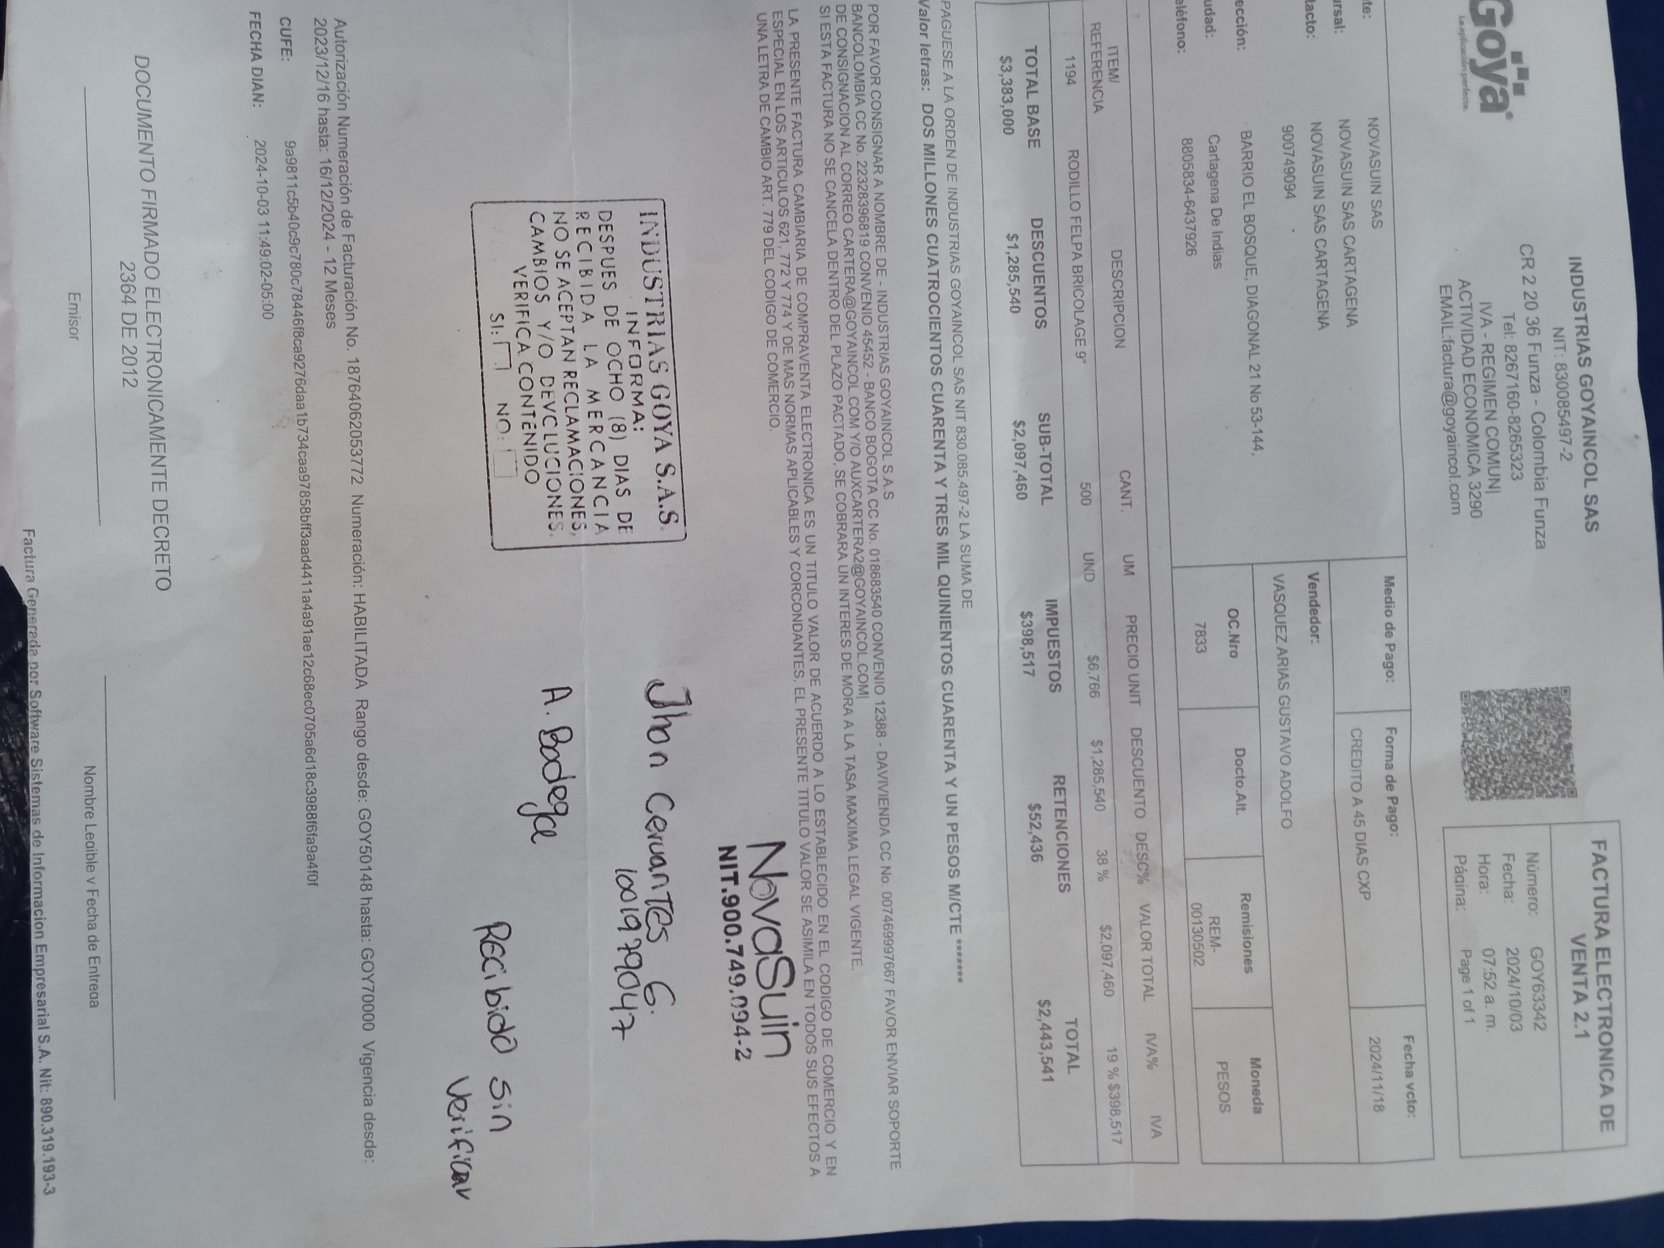 Goya®
La aplicación perfecta.
INDUSTRIAS GOYAINCOL SAS
NIT: 830085497-2
CR 2 20 36 Funza - Colombia Funza
Tel: 8267160-8265323
IVA - REGIMEN COMUN|
ACTIVIDAD ECONOMICA 3290
EMAIL:factura@goyaincol.com
FACTURA ELECTRONICA DE
VENTA 2.1
Número: GOY63342
Fecha: 2024/10/03
Hora: 07:52 a. m.
Página: Page 1 of 1
te: NOVASUIN SAS
ursal: NOVASUIN SAS CARTAGENA
tacto: NOVASUIN SAS CARTAGENA
900749094
ección: BARRIO EL BOSQUE, DIAGONAL 21 No 53-144,
udad: Cartagena De Indias
eléfono: 8805834-6437926
Medio de Pago: Forma de Pago: Fecha vcto:
CREDITO A 45 DIAS CXP 2024/11/18
Vendedor:
VASQUEZ ARIAS GUSTAVO ADOLFO
OC.Nro Docto Alt. Remisiones Moneda
7833 REM-00130502 PESOS
ITEM/REFERENCIA DESCRIPCION CANT. UM PRECIO UNIT DESCUENTO DESC% VALOR TOTAL IVA% IVA
1194 RODILLO FELPA BRICOLAGE 9" 500 UND $6,766 $1,285,540 38 % $2,097,460 19 % $398,517
TOTAL BASE DESCUENTOS SUB-TOTAL IMPUESTOS RETENCIONES TOTAL
$3,383,000 $1,285,540 $2,097,460 $398,517 $52,436 $2,443,541
PAGUESE A LA ORDEN DE INDUSTRIAS GOYAINCOL SAS NIT 830.085.497-2 LA SUMA DE
Valor letras: DOS MILLONES CUATROCIENTOS CUARENTA Y TRES MIL QUINIENTOS CUARENTA Y UN PESOS M/CTE *******
POR FAVOR CONSIGNAR A NOMBRE DE - INDUSTRIAS GOYAINCOL S.A.S
BANCOLOMBIA CC No. 22328396819 CONVENIO 45452 - BANCO BOGOTA CC No. 018683540 CONVENIO 12388 - DAVIVIENDA CC No. 007469997667 FAVOR ENVIAR SOPORTE
DE CONSIGNACION AL CORREO CARTERA@GOYAINCOL.COM Y/O AUXCARTERA2@GOYAINCOL.COM|
SI ESTA FACTURA NO SE CANCELA DENTRO DEL PLAZO PACTADO, SE COBRARA UN INTERES DE MORA A LA TASA MAXIMA LEGAL VIGENTE.
LA PRESENTE FACTURA CAMBIARIA DE COMPRAVENTA ELECTRONICA ES UN TITULO VALOR DE ACUERDO A LO ESTABLECIDO EN EL CODIGO DE COMERCIO Y EN
ESPECIAL EN LOS ARTICULOS 621, 772 Y 774 Y DE MAS NORMAS APLICABLES Y CORCONDANTES. EL PRESENTE TITULO VALOR SE ASIMILA EN TODOS SUS EFECTOS A
UNA LETRA DE CAMBIO ART. 779 DEL CODIGO DE COMERCIO.
INDUSTRIAS GOYA S.A.S.
INFORMA:
DESPUES DE OCHO (8) DIAS DE
RECIBIDA LA MERCANCIA
NO SE ACEPTAN RECLAMACIONES,
CAMBIOS Y/O DEVOLUCIONES.
VERIFICA CONTENIDO
SI: NO:
NovaSuin
NIT.900.749.094-2
Jhon Cervantes G.
1001979047
A. Bodega
Recibido sin
verificar
Autorización Numeración de Facturación No. 18764062053772 Numeración: HABILITADA Rango desde: GOY50148 hasta: GOY70000 Vigencia desde:
2023/12/16 hasta: 16/12/2024 - 12 Meses
CUFE: 9a9811c5b40c9c780c78446f8ca9276daa1b734caa97858bff3aad4411a4a91ae12c68ec0705a6d18c3988f6fa9a4f0f
FECHA DIAN: 2024-10-03 11:49:02-05:00
DOCUMENTO FIRMADO ELECTRONICAMENTE DECRETO
2364 DE 2012
Emisor
Nombre Legible y Fecha de Entrega
Factura Generada por Software Sistemas de Informacion Empresarial S.A. Nit: 890.319.193-3